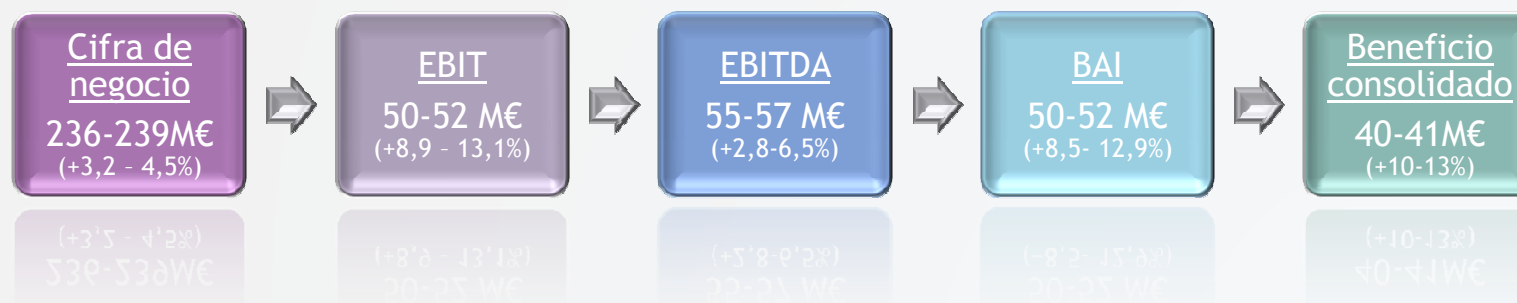 Cifra de
negocio
236-239M€
(+3,2 – 4,5%)
EBIT
50-52 M€
(+8,9 – 13,1%)
EBITDA
55-57 M€
(+2,8-6,5%)
BAI
50-52 M€
(+8,5- 12,9%)
Beneficio
consolidado
40-41M€
(+10-13%)